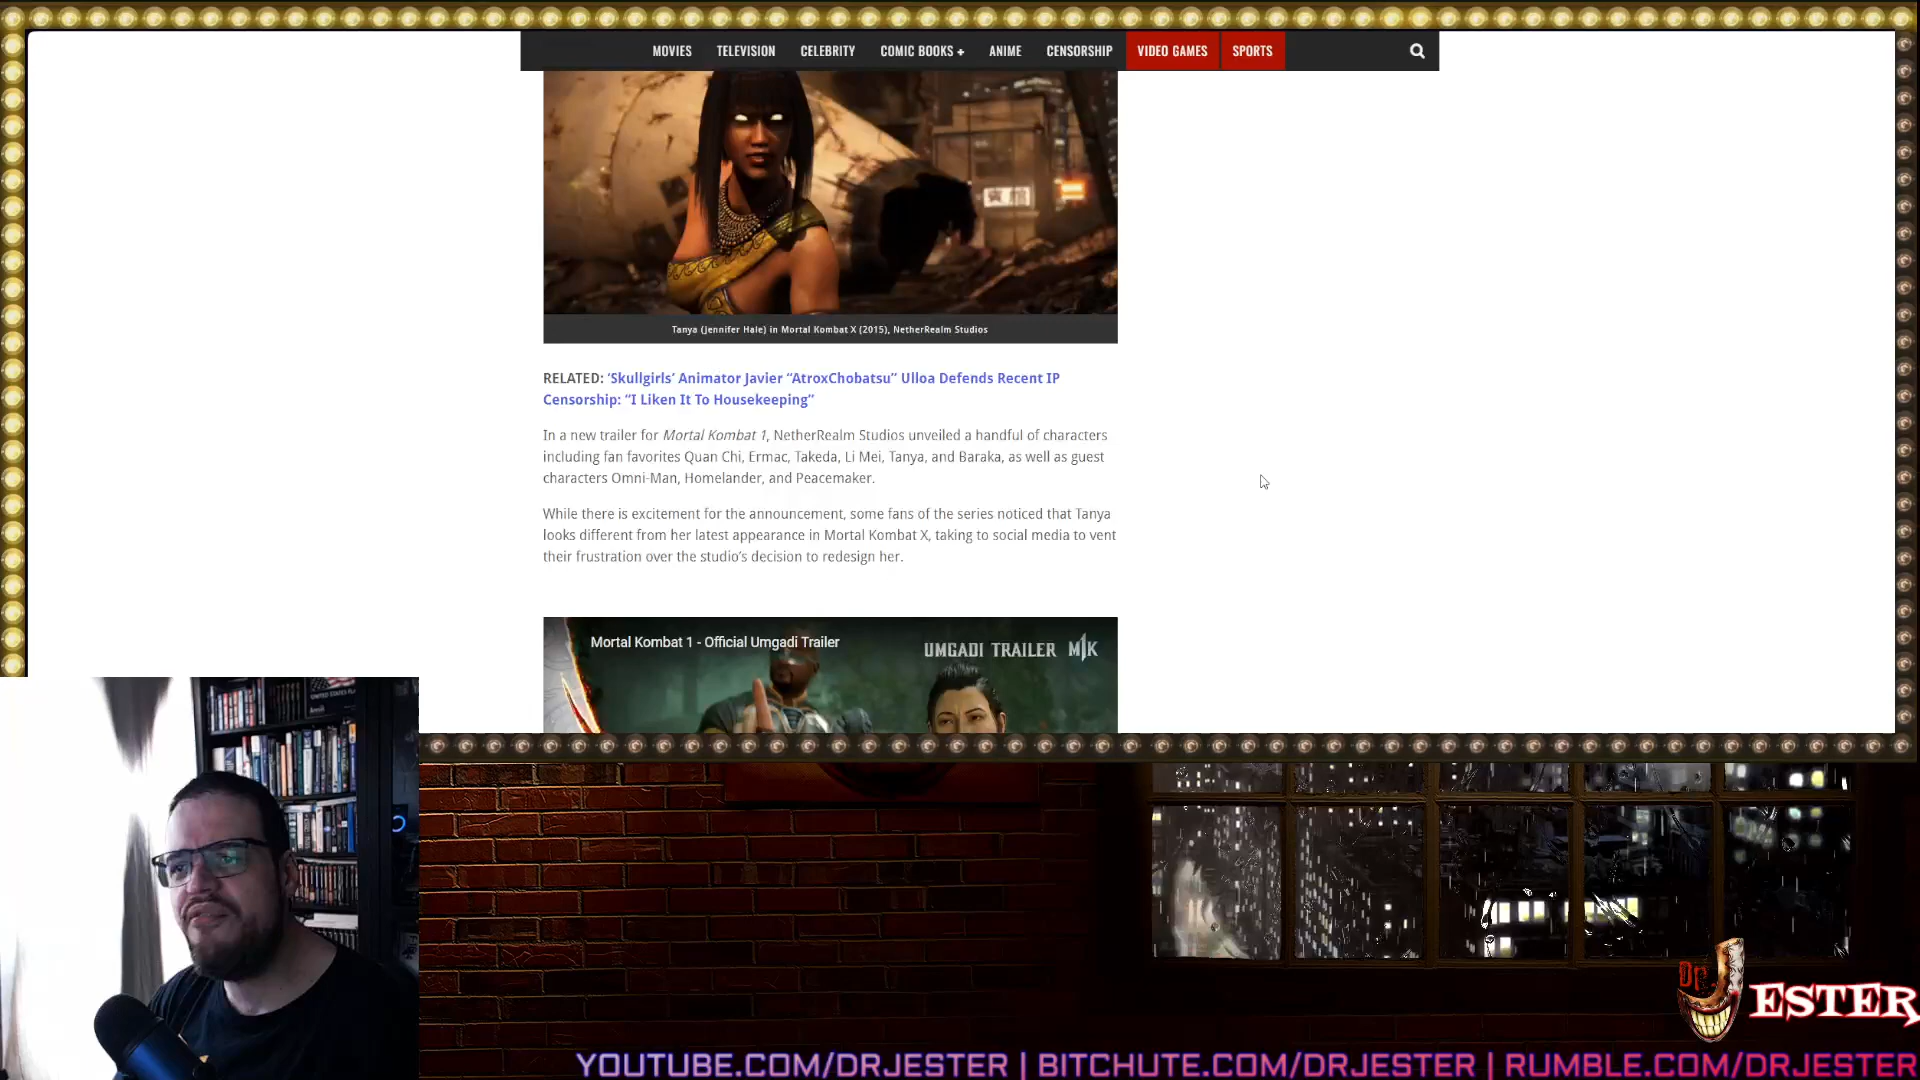 MOVIES TELEVISION CELEBRITY COMIC BOOKS + ANIME CENSORSHIP VIDEO GAMES SPORTS
Tanya (Jennifer Hale) in Mortal Kombat X (2015), NetherRealm Studios
RELATED: ‘Skullgirls’ Animator Javier “AtroxChobatsu” Ulloa Defends Recent IP
Censorship: “I Liken It To Housekeeping”
In a new trailer for Mortal Kombat 1, NetherRealm Studios unveiled a handful of characters
including fan favorites Quan Chi, Ermac, Takeda, Li Mei, Tanya, and Baraka, as well as guest
characters Omni-Man, Homelander, and Peacemaker.
While there is excitement for the announcement, some fans of the series noticed that Tanya
looks different from her latest appearance in Mortal Kombat X, taking to social media to vent
their frustration over the studio’s decision to redesign her.
Mortal Kombat 1 - Official Umgadi Trailer
UMGADI TRAILER MK
Dr JESTER
YOUTUBE.COM/DRJESTER | BITCHUTE.COM/DRJESTER | RUMBLE.COM/DRJESTER